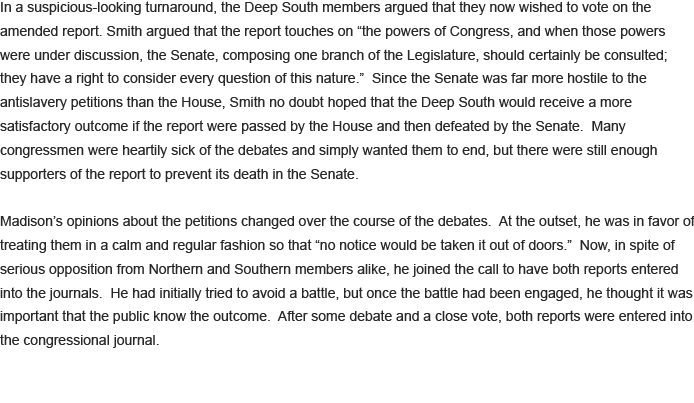 In a suspicious-looking turnaround, the Deep South members argued that they now wished to vote on the
amended report. Smith argued that the report touches on “the powers of Congress, and when those powers
were under discussion, the Senate, composing one branch of the Legislature, should certainly be consulted;
they have a right to consider every question of this nature.”  Since the Senate was far more hostile to the
antislavery petitions than the House, Smith no doubt hoped that the Deep South would receive a more
satisfactory outcome if the report were passed by the House and then defeated by the Senate.  Many
congressmen were heartily sick of the debates and simply wanted them to end, but there were still enough
supporters of the report to prevent its death in the Senate.
Madison’s opinions about the petitions changed over the course of the debates.  At the outset, he was in favor of
treating them in a calm and regular fashion so that “no notice would be taken it out of doors.”  Now, in spite of
serious opposition from Northern and Southern members alike, he joined the call to have both reports entered
into the journals.  He had initially tried to avoid a battle, but once the battle had been engaged, he thought it was
important that the public know the outcome.  After some debate and a close vote, both reports were entered into
the congressional journal.